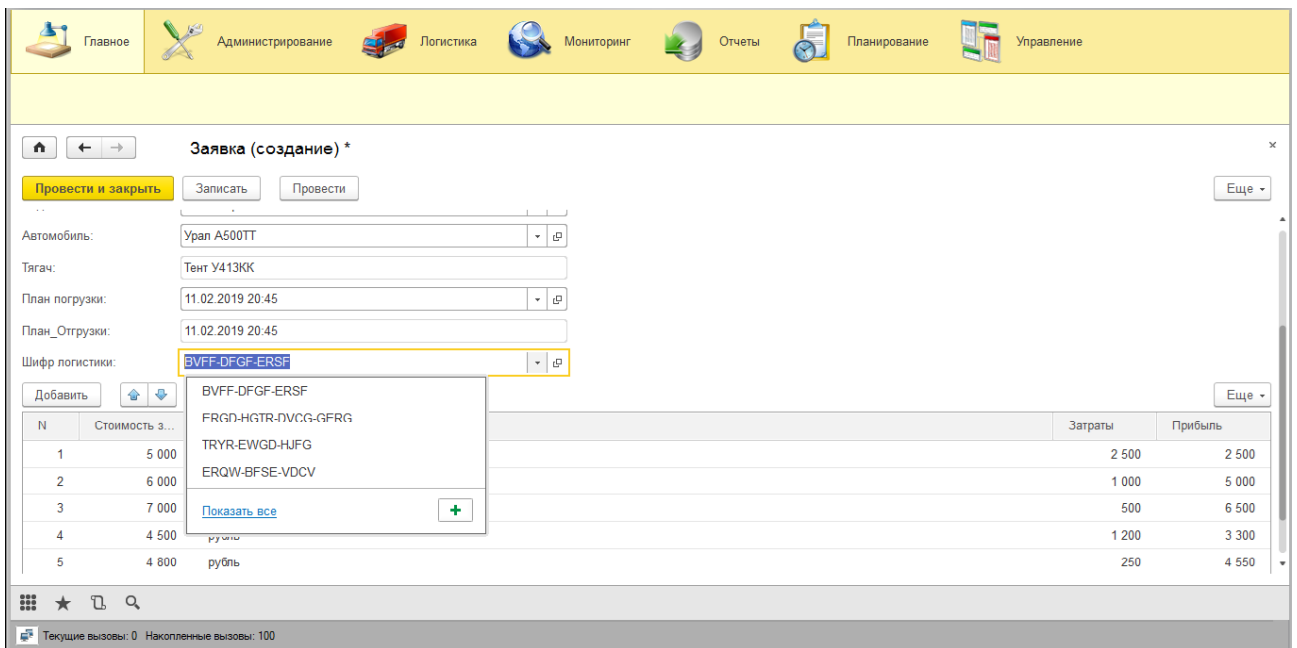 Главное Администрирование Логистика Мониторинг Отчеты Планирование Управление
Заявка (создание) *
Провести и закрыть Записать Провести Еще
Автомобиль: Урал А500ТТ
Тягач: Тент У413КК
План погрузки: 11.02.2019 20:45
План_Отгрузки: 11.02.2019 20:45
Шифр логистики: BVFF-DFGF-ERSF
BVFF-DFGF-ERSF
Добавить Еще
ERGD-HGTR-DVCG-GERG
N Стоимость з... Затраты Прибыль
TRYR-EWGD-HJFG
1 5 000 2 500 2 500
ERQW-BFSE-VDCV
2 6 000 1 000 5 000
Показать все
3 7 000 500 6 500
4 4 500 рубль 1 200 3 300
5 4 800 рубль 250 4 550
Текущие вызовы: 0 Накопленные вызовы: 100